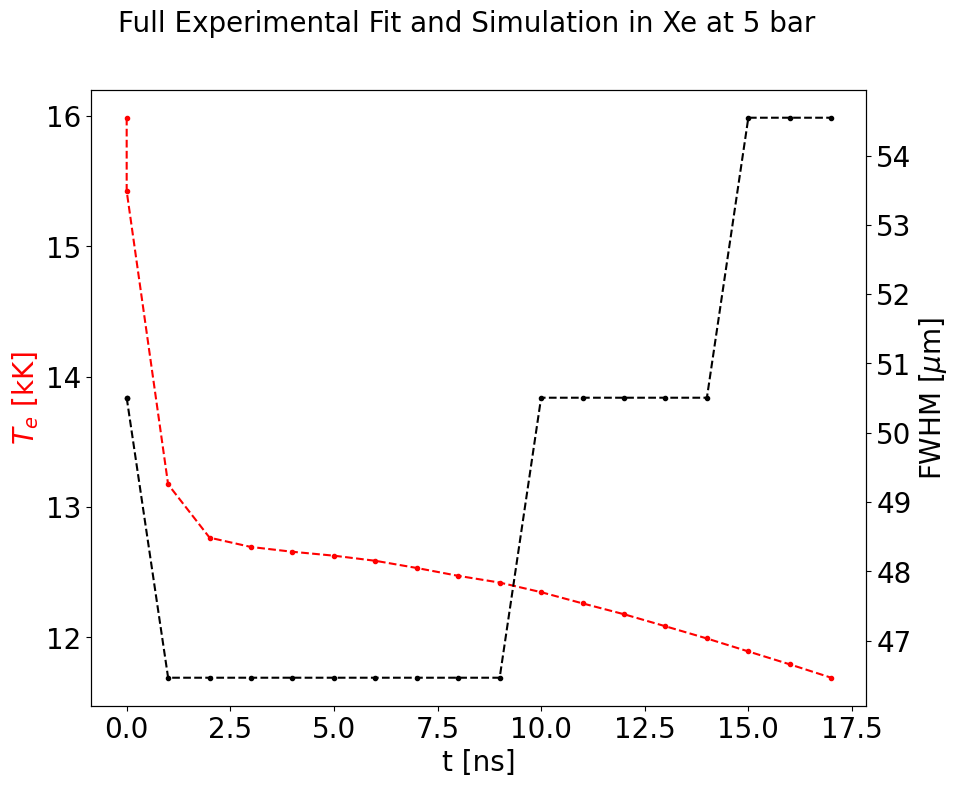 Full Experimental Fit and Simulation in Xe at 5 bar
16
15
14
13
12
T_e [kK]
54
53
52
51
50
49
48
47
FWHM [μm]
0.0 2.5 5.0 7.5 10.0 12.5 15.0 17.5
t [ns]